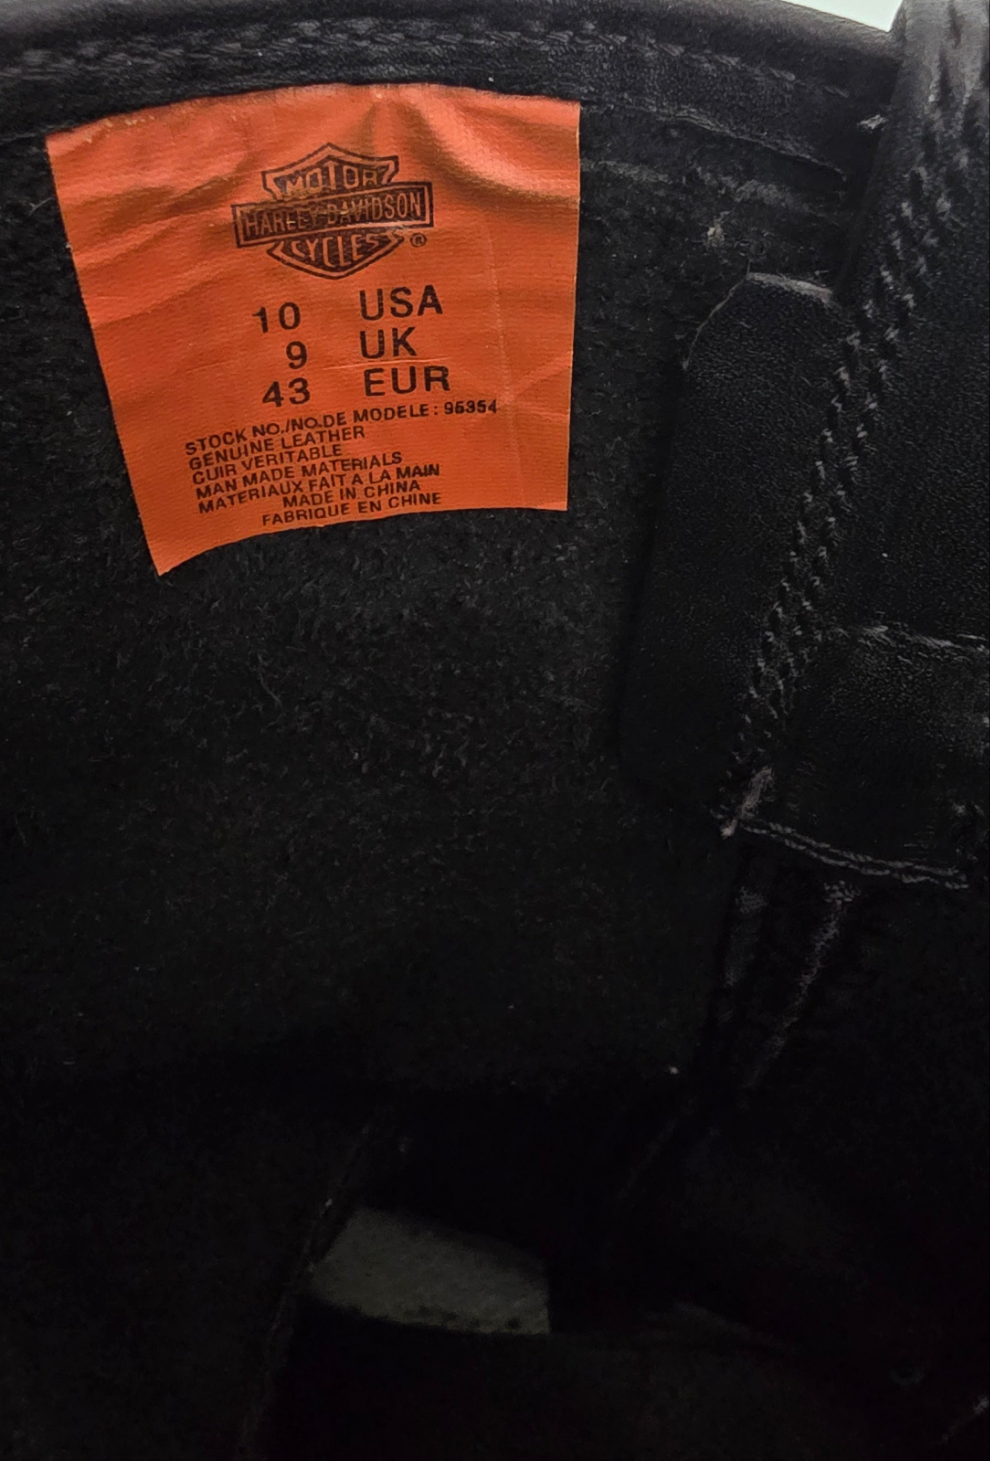 MOTOR
HARLEY-DAVIDSON
CYCLES ®
10 USA
9 UK
43 EUR
STOCK NO./NO.DE MODELE: 95354
GENUINE LEATHER
CUIR VERITABLE
MAN MADE MATERIALS
MATERIAUX FAIT A LA MAIN
MADE IN CHINA
FABRIQUE EN CHINE